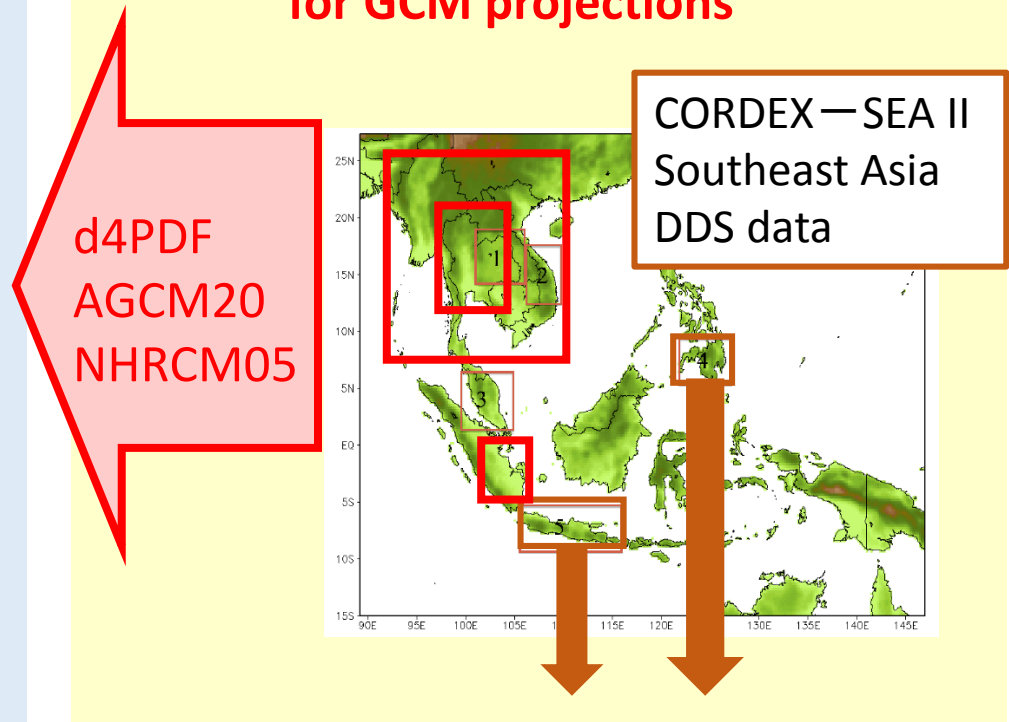 for GCM projections
CORDEX－SEA II
Southeast Asia
DDS data
d4PDF
AGCM20
NHRCM05
25N
20N
15N
10N
5N
EQ
5S
10S
15S
1
2
3
4
5
90E 95E 100E 105E 115E 120E 130E 135E 140E 145E